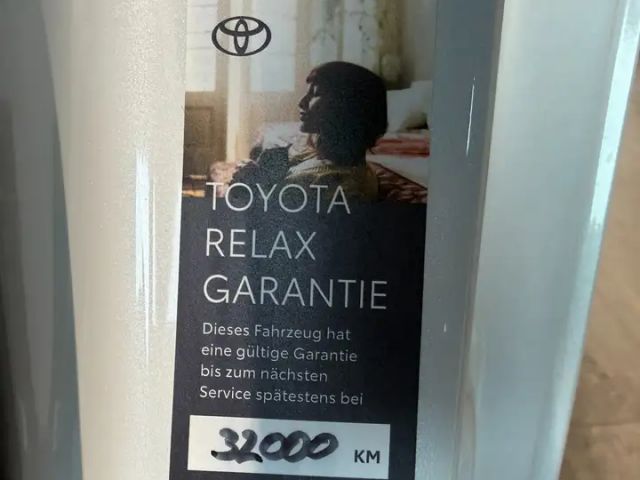 TOYOTA
RELAX
GARANTIE
Dieses Fahrzeug hat
eine gültige Garantie
bis zum nächsten
Service spätestens bei
32000 KM